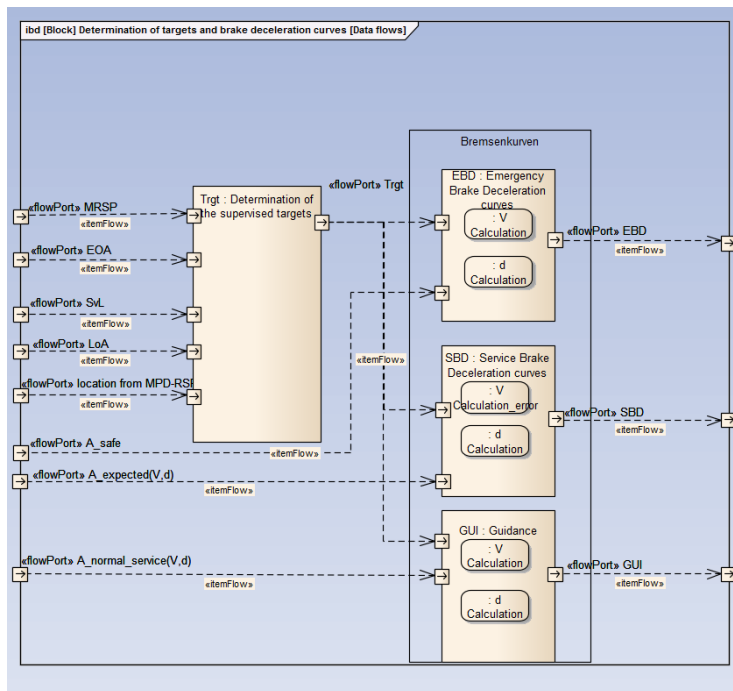 ibd [Block] Determination of targets and brake deceleration curves [Data flows]
Bremsenkurven
«flowPort» MRSP
«itemFlow»
«flowPort» EOA
«itemFlow»
«flowPort» SvL
«itemFlow»
«flowPort» LoA
«itemFlow»
«flowPort» location from MPD-RSP
«itemFlow»
«flowPort» A_safe
«itemFlow»
«flowPort» A_expected(V,d)
«itemFlow»
«flowPort» A_normal_service(V,d)
«itemFlow»
Trgt : Determination of
the supervised targets
«flowPort» Trgt
«itemFlow»
EBD : Emergency
Brake Deceleration
curves
: V
Calculation
: d
Calculation
«flowPort» EBD
«itemFlow»
SBD : Service Brake
Deceleration curves
: V
Calculation_error
: d
Calculation
«flowPort» SBD
«itemFlow»
GUI : Guidance
: V
Calculation
: d
Calculation
«flowPort» GUI
«itemFlow»